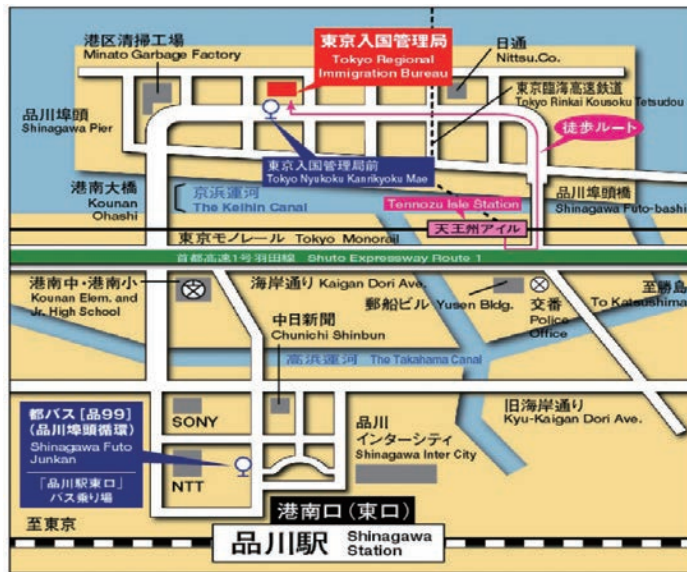 港区清掃工場
Minato Garbage Factory
東京入国管理局
Tokyo Regional
Immigration Bureau
日通
Nittsu.Co.
東京臨海高速鉄道
Tokyo Rinkai Kousoku Tetsudou
品川埠頭
Shinagawa Pier
徒歩ルート
東京入国管理局前
Tokyo Nyukoku Kanrikyoku Mae
港南大橋
Kounan
Ohashi
京浜運河
The Keihin Canal
Tennozu Isle Station
天王州アイル
品川埠頭橋
Shinagawa Futo-bashi
東京モノレール Tokyo Monorail
首都高速1号羽田線 Shuto Expressway Route 1
港南中・港南小
Kounan Elem. and
Jr. High School
海岸通り Kaigan Dori Ave.
郵船ビル Yusen Bldg.
交番
Police
Office
至勝島
To Katsushima
中日新聞
Chunichi Shinbun
高浜運河 The Takahama Canal
都バス[品99]
(品川埠頭循環)
Shinagawa Futo
Junkan
「品川駅東口」
バス乗り場
SONY
NTT
品川
インターシティ
Shinagawa Inter City
旧海岸通り
Kyu-Kaigan Dori Ave.
至東京
港南口(東口)
品川駅 Shinagawa
Station